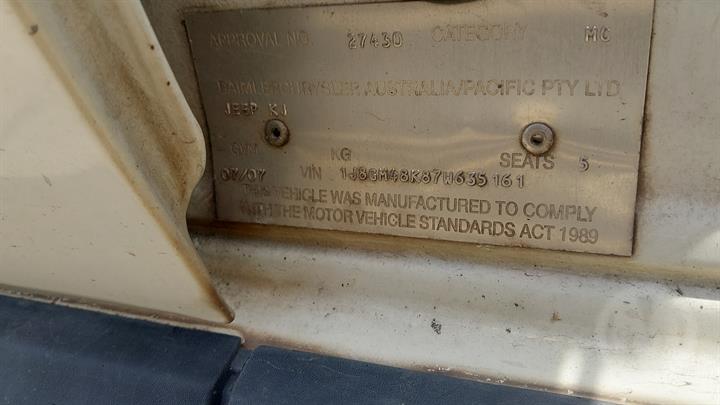 APPROVAL NO. 27430 CATEGORY MC
DAIMLERCHRYSLER AUSTRALIA/PACIFIC PTY LTD
JEEP KJ
GVM KG SEATS 5
07/07 VIN 1J8GM48K87W635161
THIS VEHICLE WAS MANUFACTURED TO COMPLY
WITH THE MOTOR VEHICLE STANDARDS ACT 1989